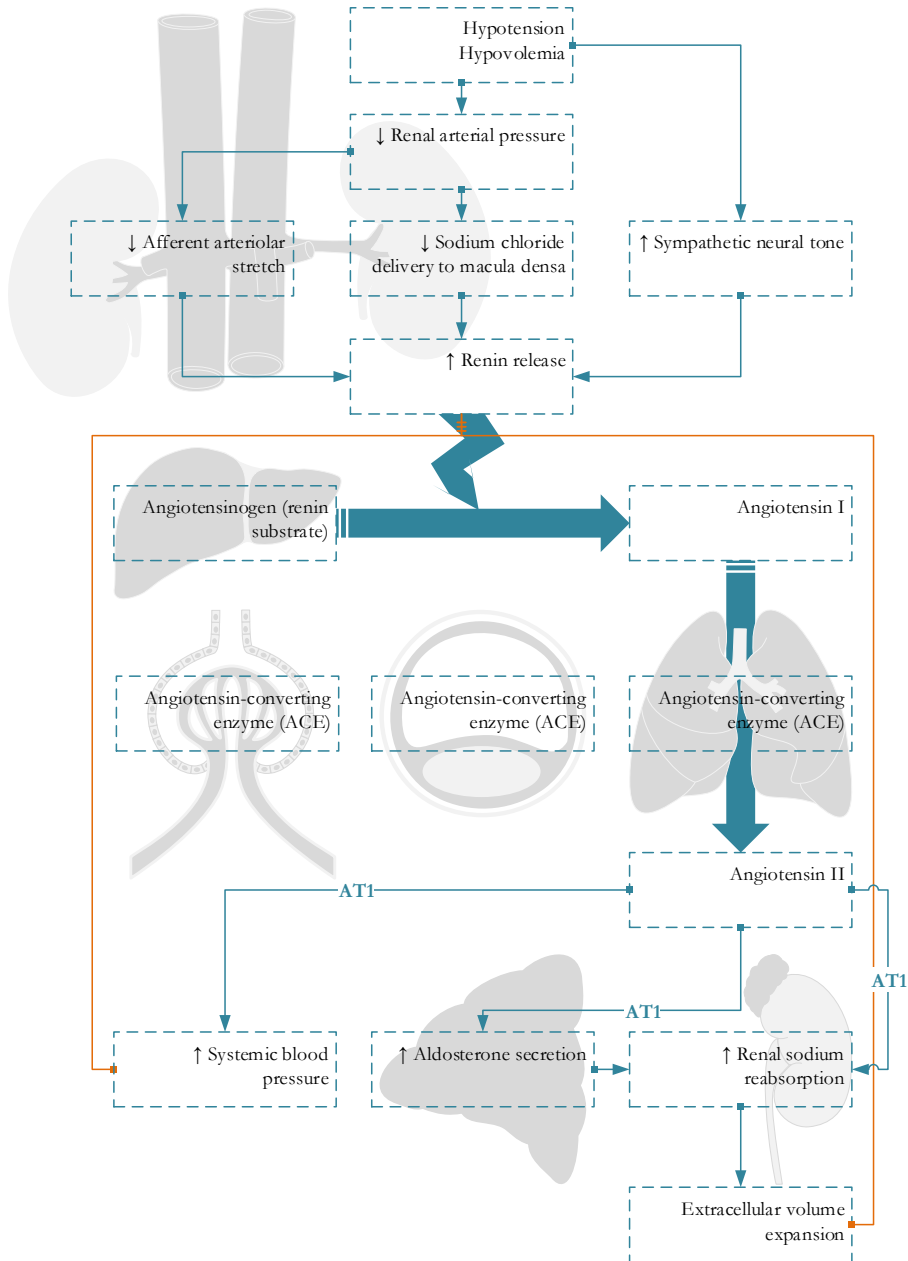 Hypotension
Hypovolemia
↓ Renal arterial pressure
↓ Afferent arteriolar
stretch
↓ Sodium chloride
delivery to macula densa
↑ Sympathetic neural tone
↑ Renin release
Angiotensinogen (renin
substrate)
Angiotensin I
Angiotensin-converting
enzyme (ACE)
Angiotensin-converting
enzyme (ACE)
Angiotensin-converting
enzyme (ACE)
Angiotensin II
AT1
AT1
AT1
↑ Systemic blood
pressure
↑ Aldosterone secretion
↑ Renal sodium
reabsorption
Extracellular volume
expansion